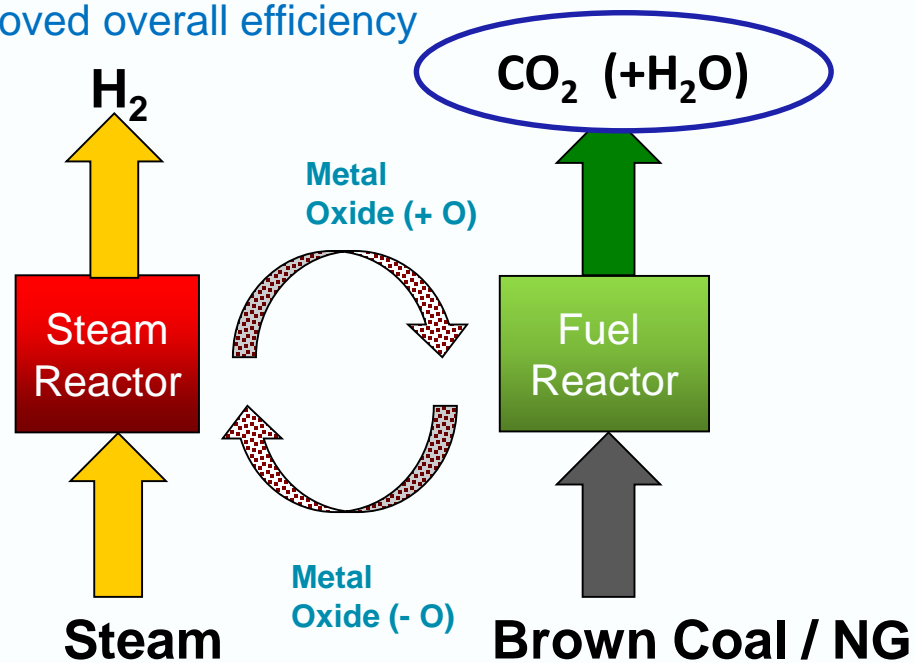 oved overall efficiency
H₂
CO₂ (+H₂O)
Metal
Oxide (+ O)
Steam
Reactor
Fuel
Reactor
Metal
Oxide (- O)
Steam
Brown Coal / NG